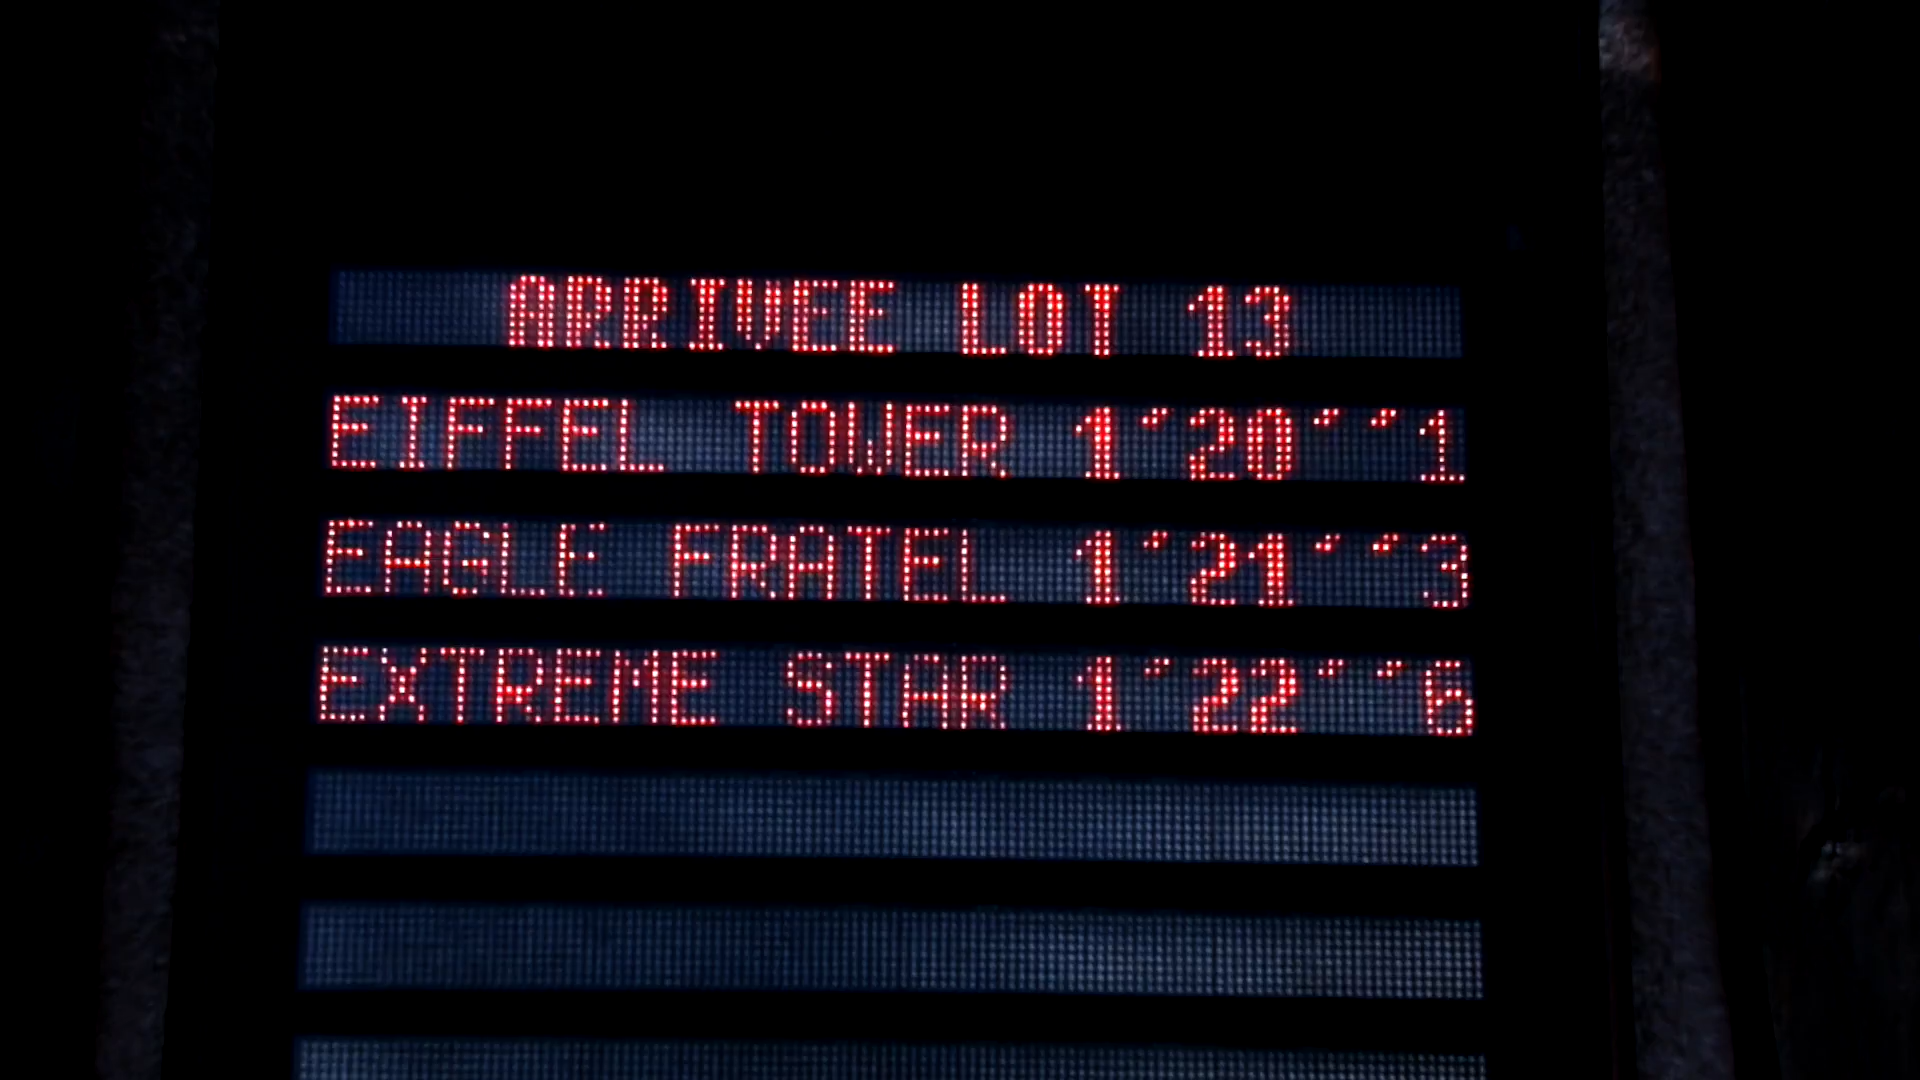 ARRIVEE LOT 13
EIFFEL TOWER 1'20''1
EAGLE FRATEL 1'21''3
EXTREME STAR 1'22''6